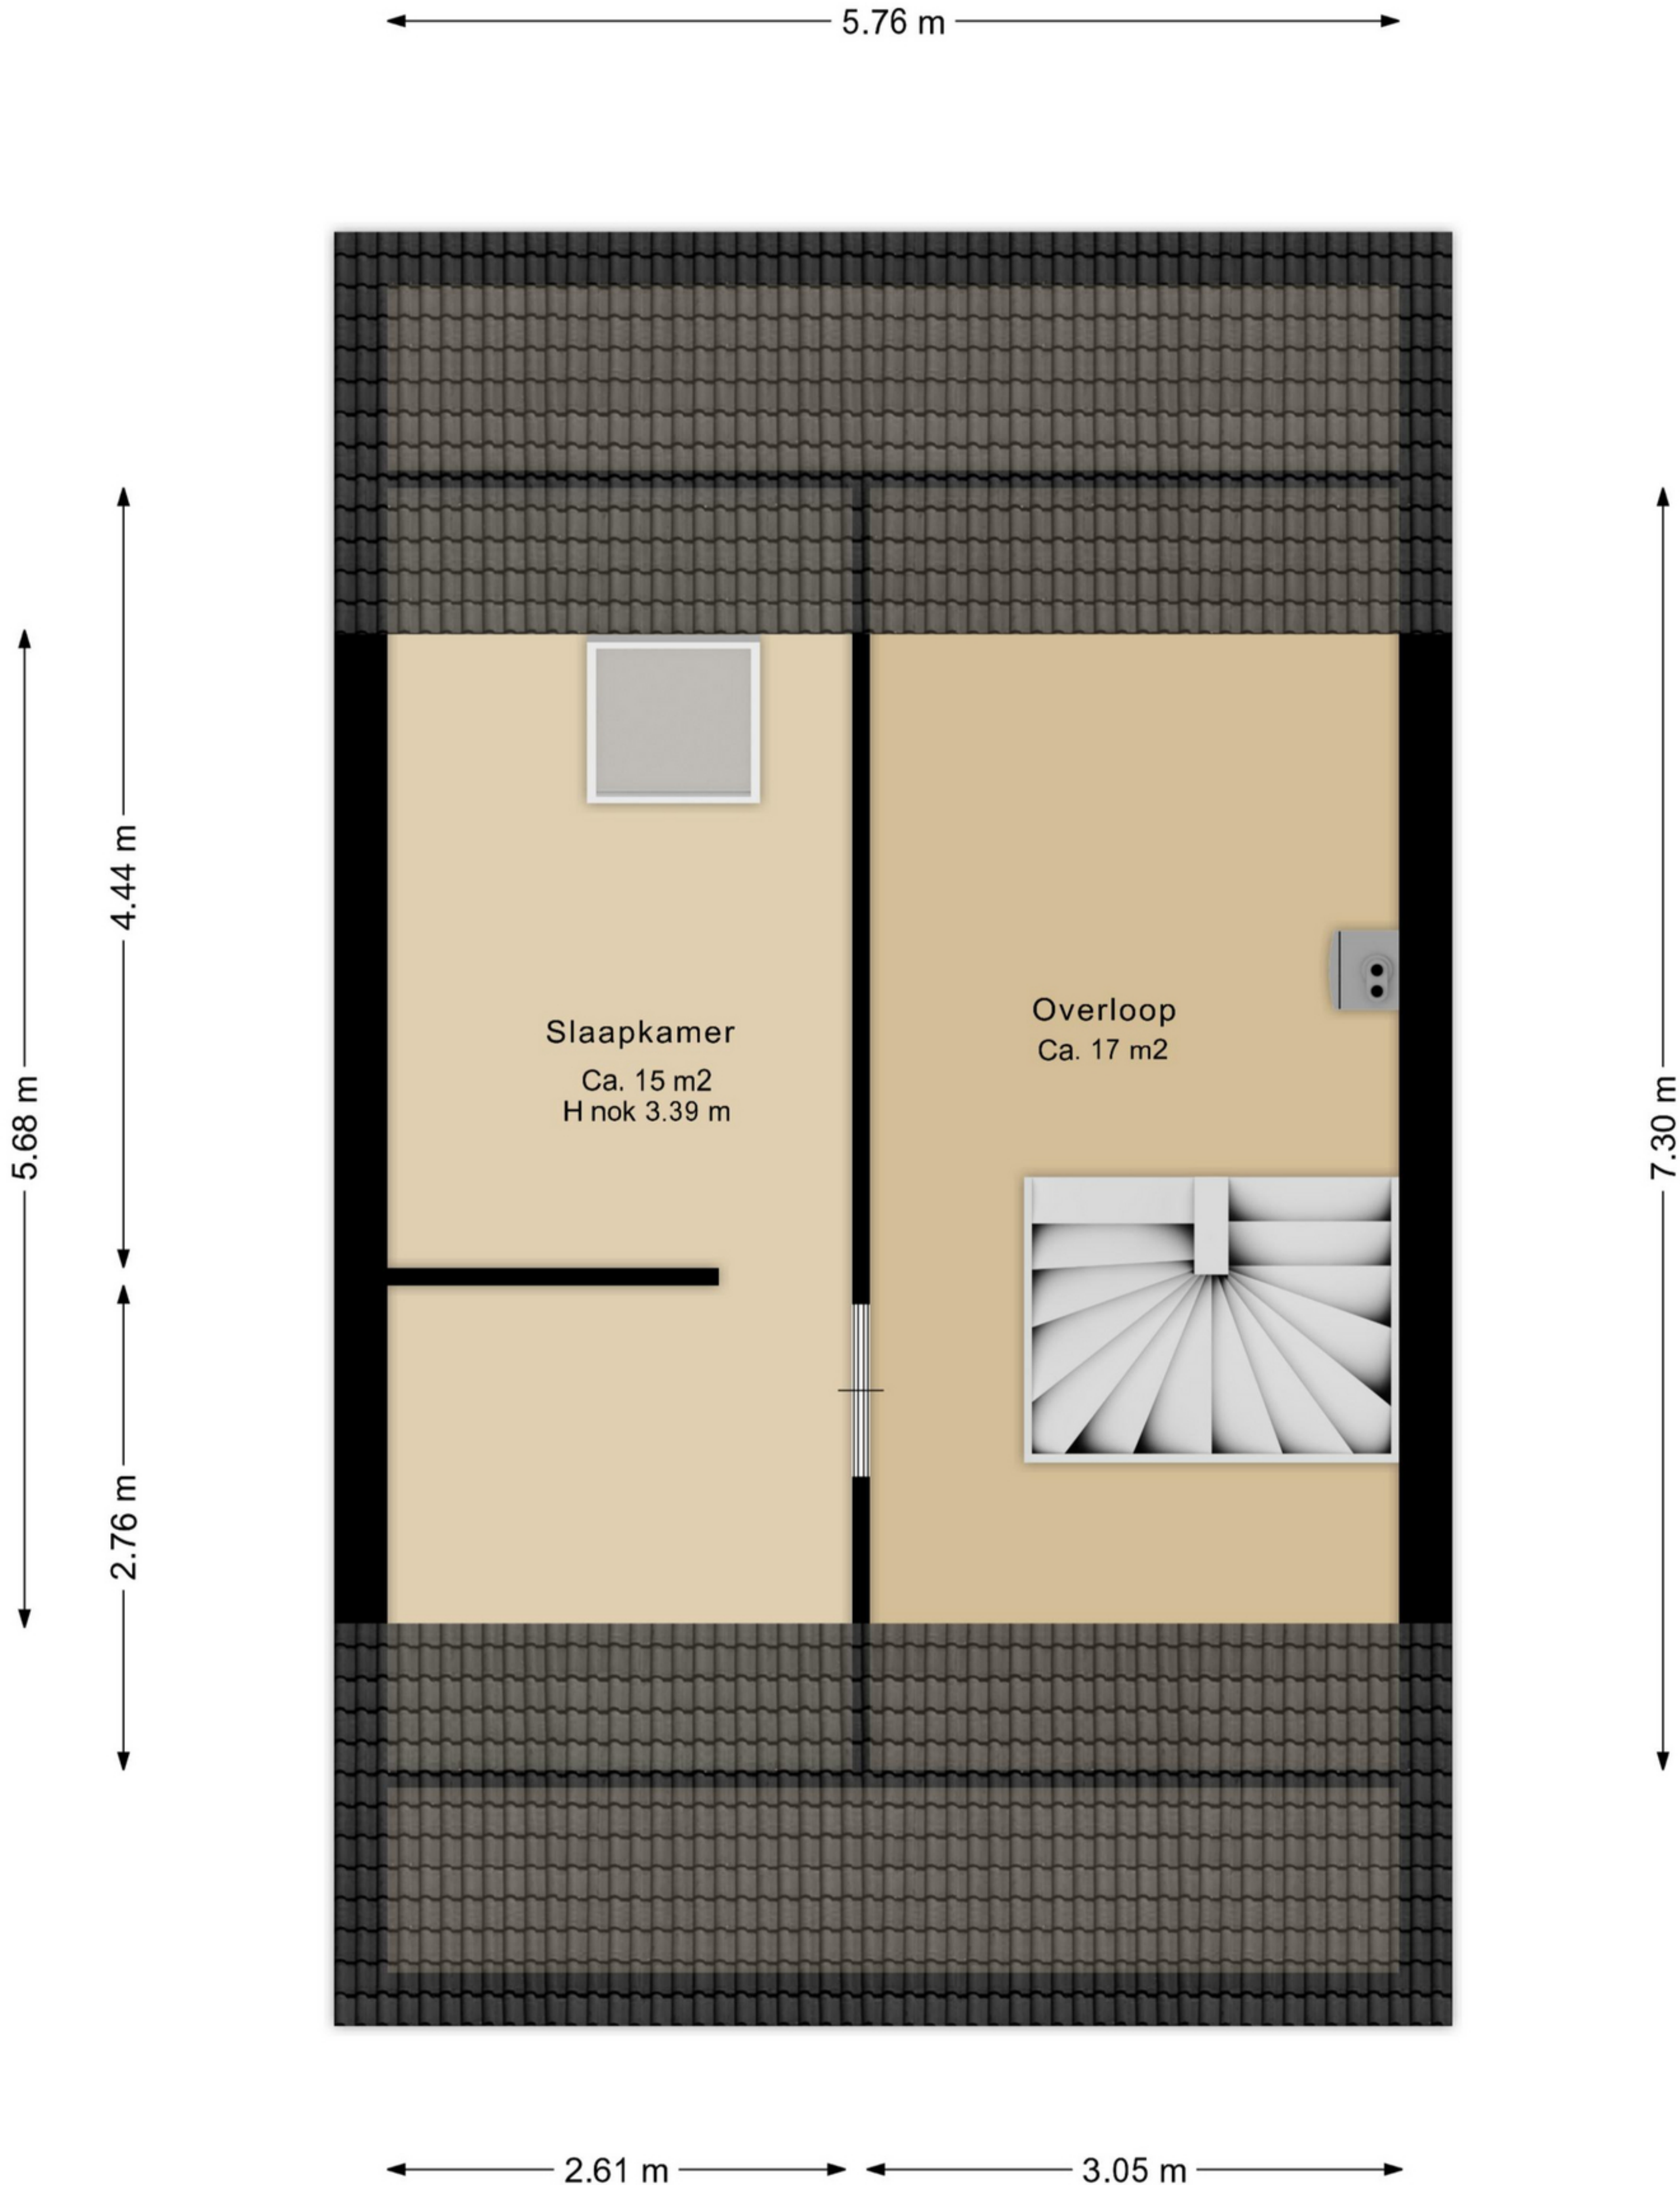 5.76 m
4.44 m
5.68 m
7.30 m
Slaapkamer
Ca. 15 m2
H nok 3.39 m
Overloop
Ca. 17 m2
2.76 m
2.61 m
3.05 m